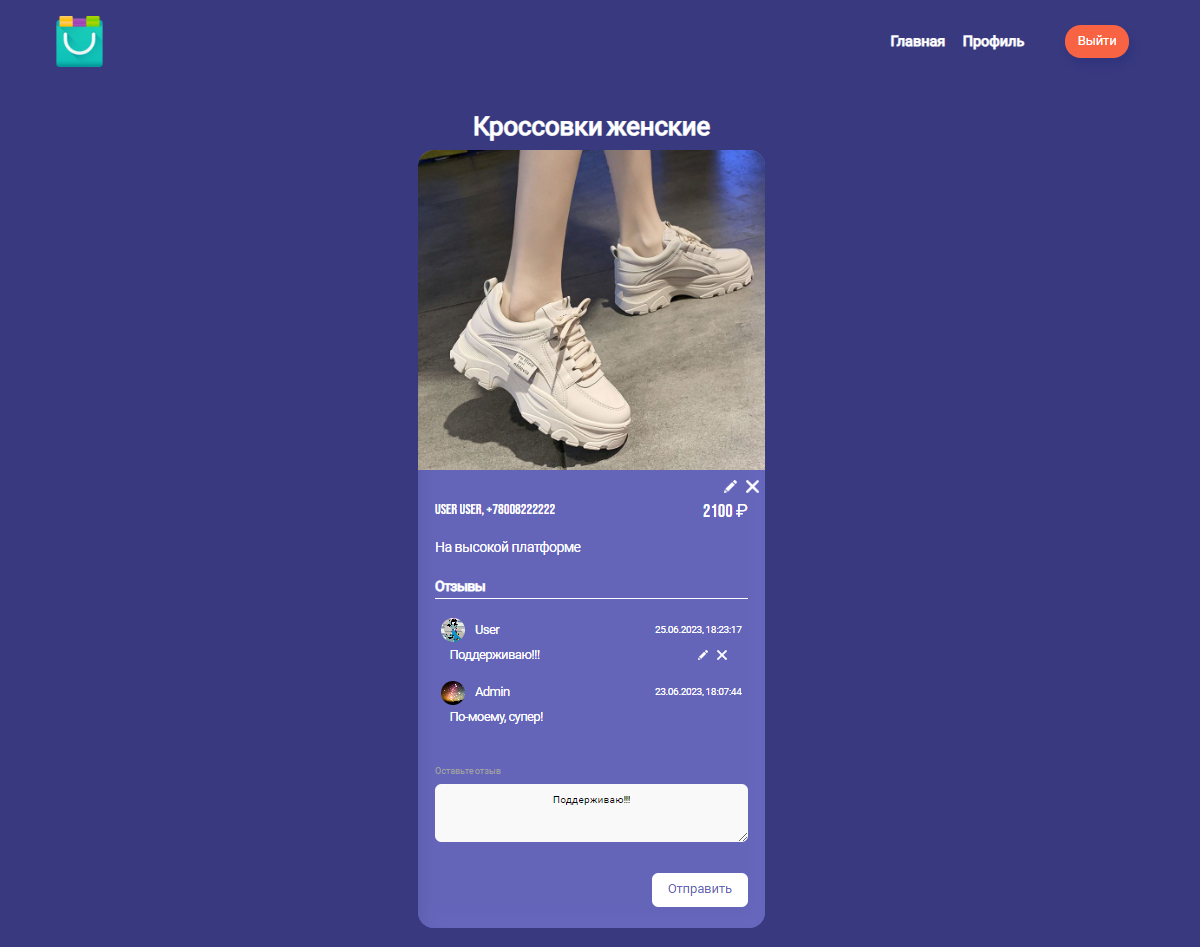 Главная Профиль Выйти
Кроссовки женские
USER USER, +78008222222 2100 ₽
На высокой платформе
Отзывы
User 25.06.2023, 18:23:17
Поддерживаю!!!
Admin 23.06.2023, 18:07:44
По-моему, супер!
Оставьте отзыв
Поддерживаю!!!
Отправить